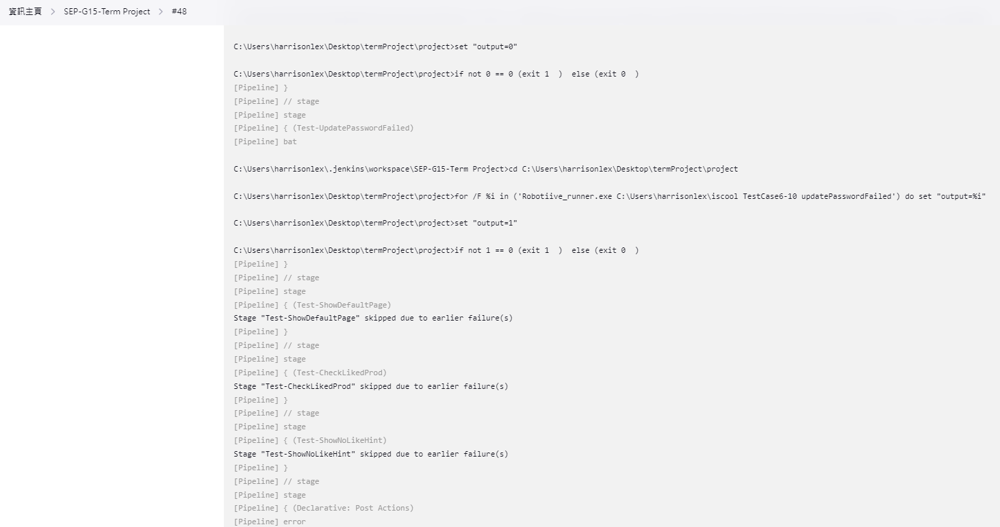 資訊主頁 > SEP-G15-Term Project > #48
C:\Users\harrisonlex\Desktop\termProject\project>set "output=0"
C:\Users\harrisonlex\Desktop\termProject\project>if not 0 == 0 (exit 1  )  else (exit 0  )
[Pipeline] }
[Pipeline] // stage
[Pipeline] stage
[Pipeline] { (Test-UpdatePasswordFailed)
[Pipeline] bat
C:\Users\harrisonlex\.jenkins\workspace\SEP-G15-Term Project>cd C:\Users\harrisonlex\Desktop\termProject\project
C:\Users\harrisonlex\Desktop\termProject\project>for /F %i in ('Robotiive_runner.exe C:\Users\harrisonlex\iscool TestCase6-10 updatePasswordFailed') do set "output=%i"
C:\Users\harrisonlex\Desktop\termProject\project>set "output=1"
C:\Users\harrisonlex\Desktop\termProject\project>if not 1 == 0 (exit 1  )  else (exit 0  )
[Pipeline] }
[Pipeline] // stage
[Pipeline] stage
[Pipeline] { (Test-ShowDefaultPage)
Stage "Test-ShowDefaultPage" skipped due to earlier failure(s)
[Pipeline] }
[Pipeline] // stage
[Pipeline] stage
[Pipeline] { (Test-CheckLikedProd)
Stage "Test-CheckLikedProd" skipped due to earlier failure(s)
[Pipeline] }
[Pipeline] // stage
[Pipeline] stage
[Pipeline] { (Test-ShowNoLikeHint)
Stage "Test-ShowNoLikeHint" skipped due to earlier failure(s)
[Pipeline] }
[Pipeline] // stage
[Pipeline] stage
[Pipeline] { (Declarative: Post Actions)
[Pipeline] error